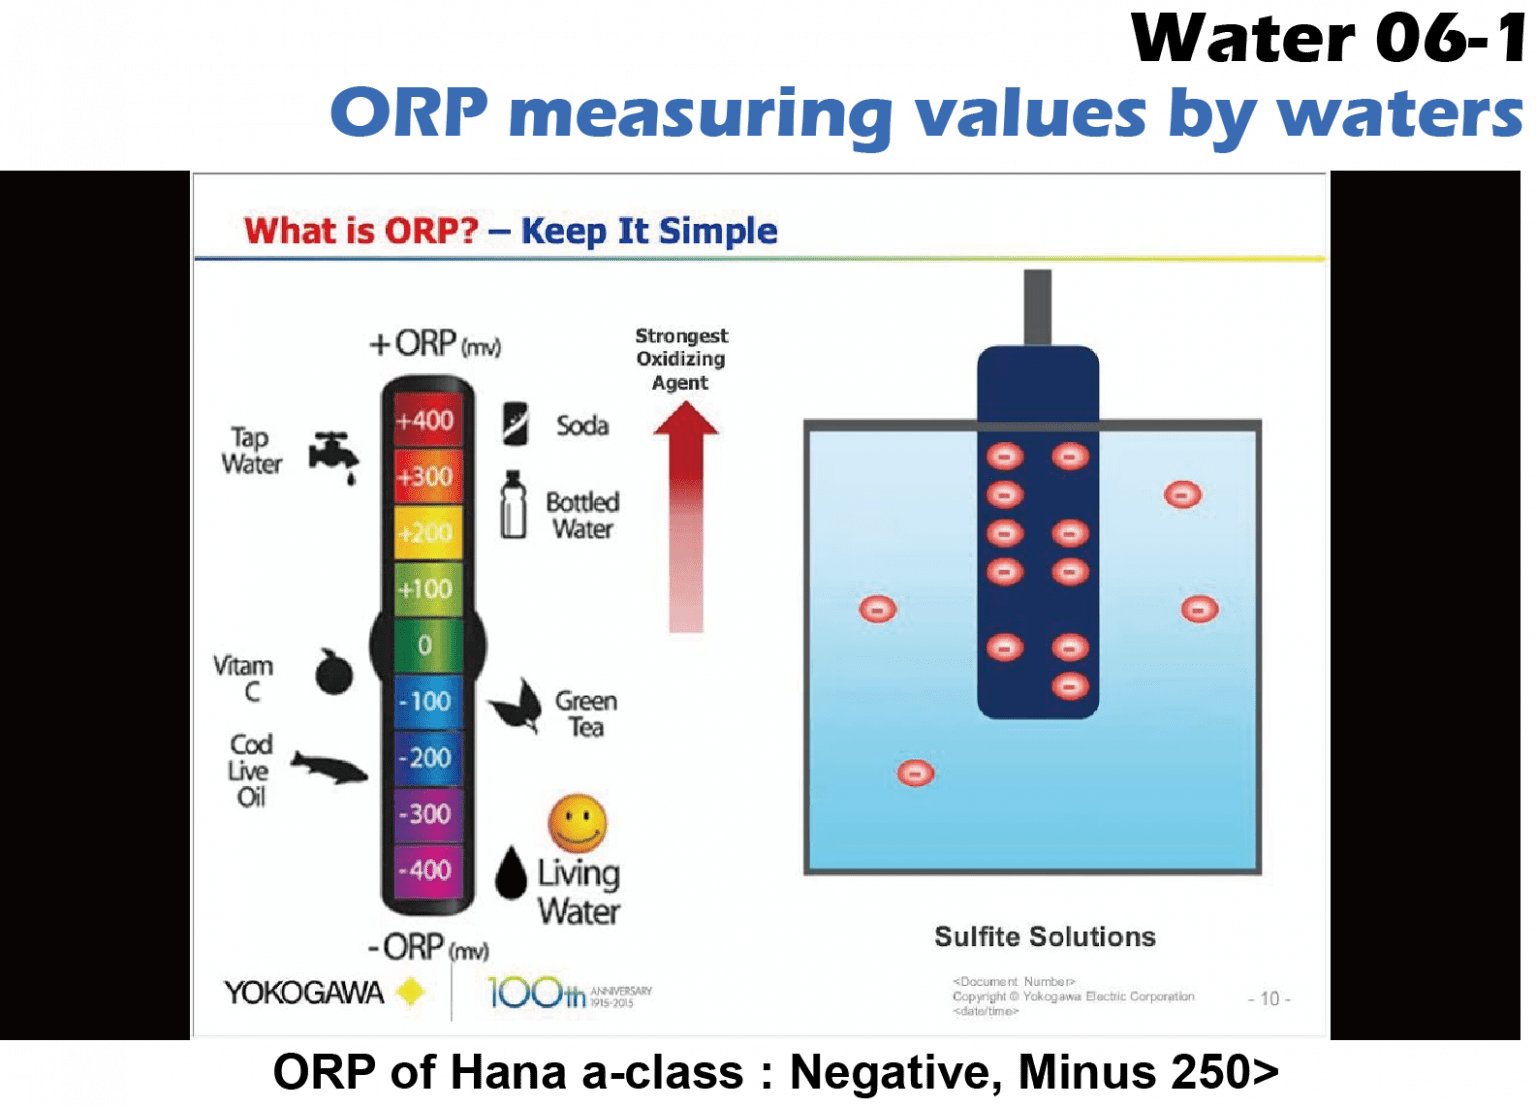 Water 06-1
ORP measuring values by waters
What is ORP? – Keep It Simple
+ORP (mv)
+400
+300
+200
+100
0
-100
-200
-300
-400
-ORP (mv)
Tap
Water
Vitam
C
Cod
Live
Oil
Soda
Bottled
Water
Green
Tea
Living
Water
Strongest
Oxidizing
Agent
Sulfite Solutions
YOKOGAWA
100th ANNIVERSARY
1915-2015
<Document Number>
Copyright © Yokogawa Electric Corporation
<date/time>
- 10 -
ORP of Hana a-class : Negative, Minus 250>